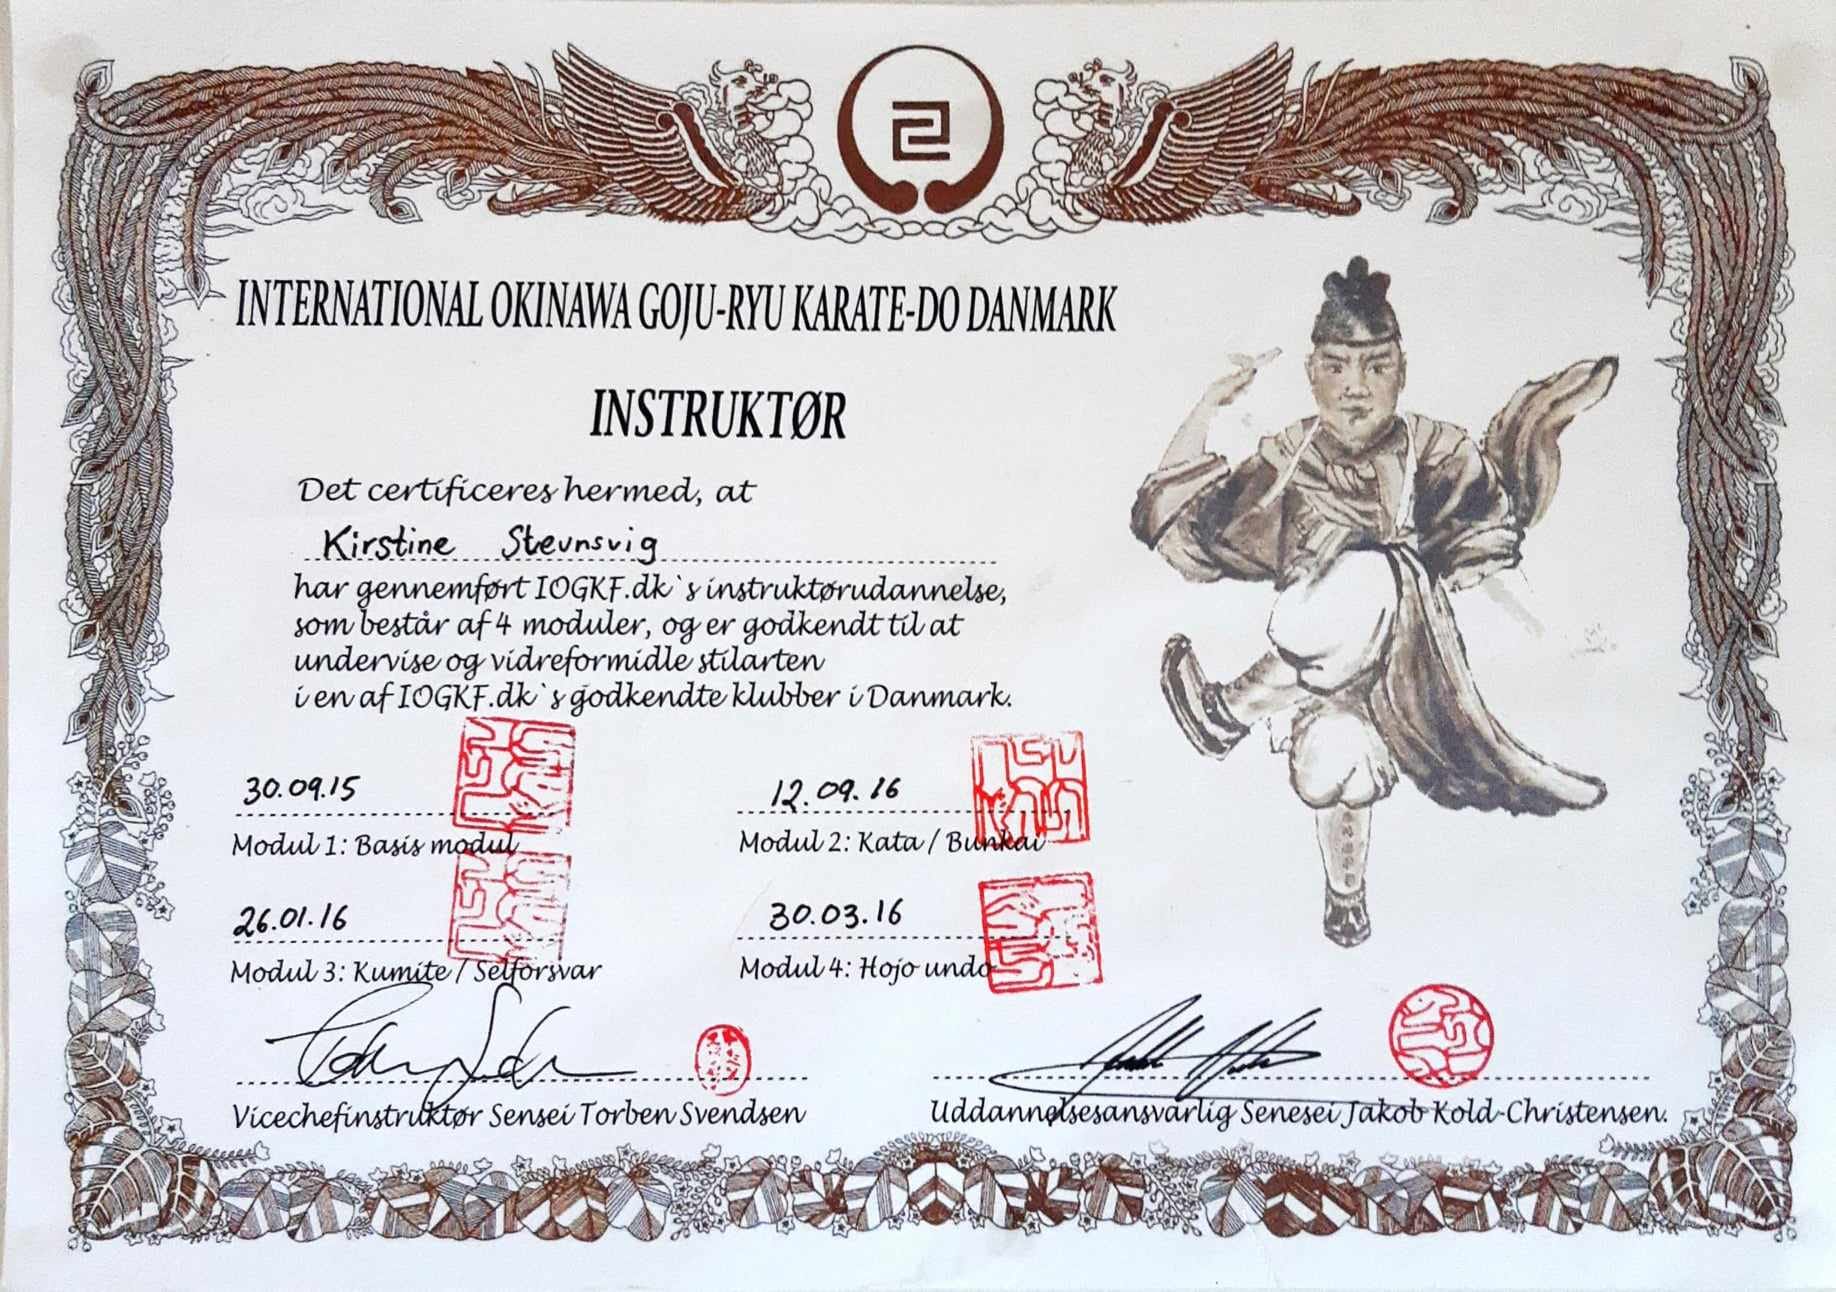 INTERNATIONAL OKINAWA GOJU-RYU KARATE-DO DANMARK
INSTRUKTØR
Det certificeres hermed, at
Kirstine Stevnsvig
har gennemført IOGKF.dk`s instruktørudannelse,
som består af 4 moduler, og er godkendt til at
undervise og vidreformidle stilarten
i en af IOGKF.dk`s godkendte klubber i Danmark.
30.09.15
12.09.16
Modul 1: Basis modul
Modul 2: Kata / Bunkai
26.01.16
30.03.16
Modul 3: Kumite / Selforsvar
Modul 4: Hojo undo
Vicechefinstruktør Sensei Torben Svendsen
Uddannelsesansvarlig Senesei Jakob Kold-Christensen.